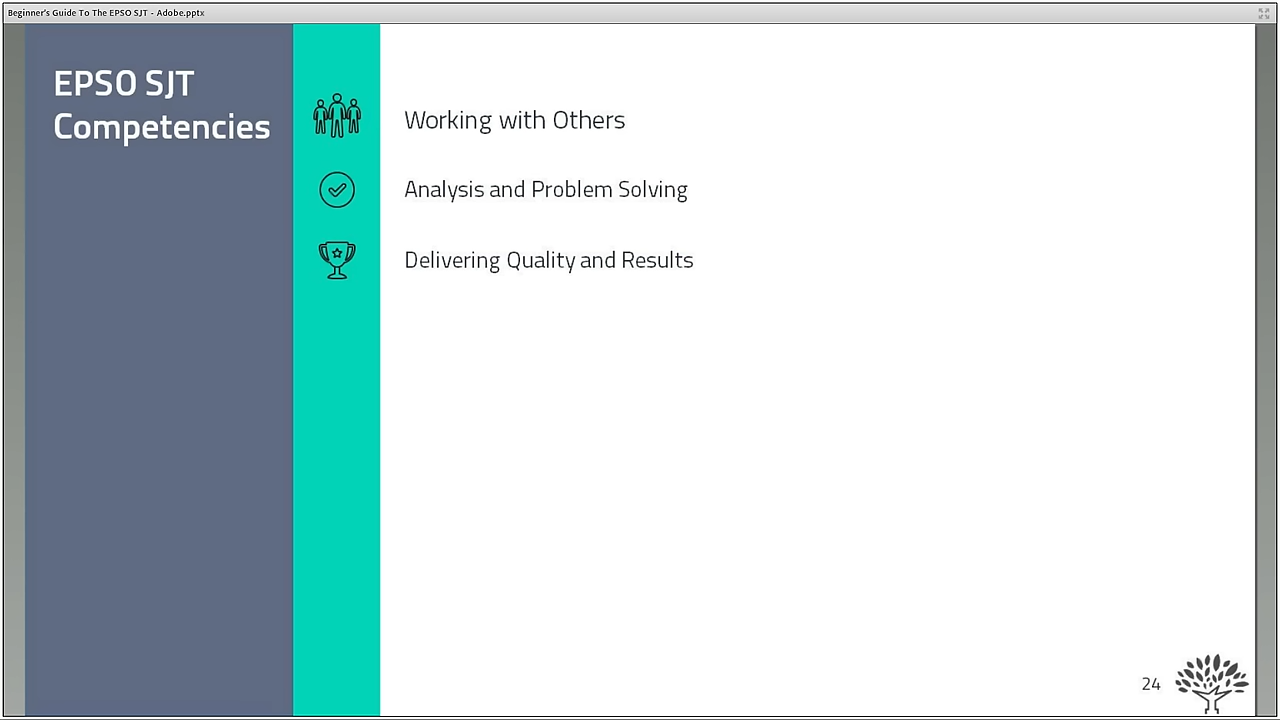 Beginner's Guide To The EPSO SJT - Adobe.pptx
EPSO SJT
Competencies
Working with Others
Analysis and Problem Solving
Delivering Quality and Results
24